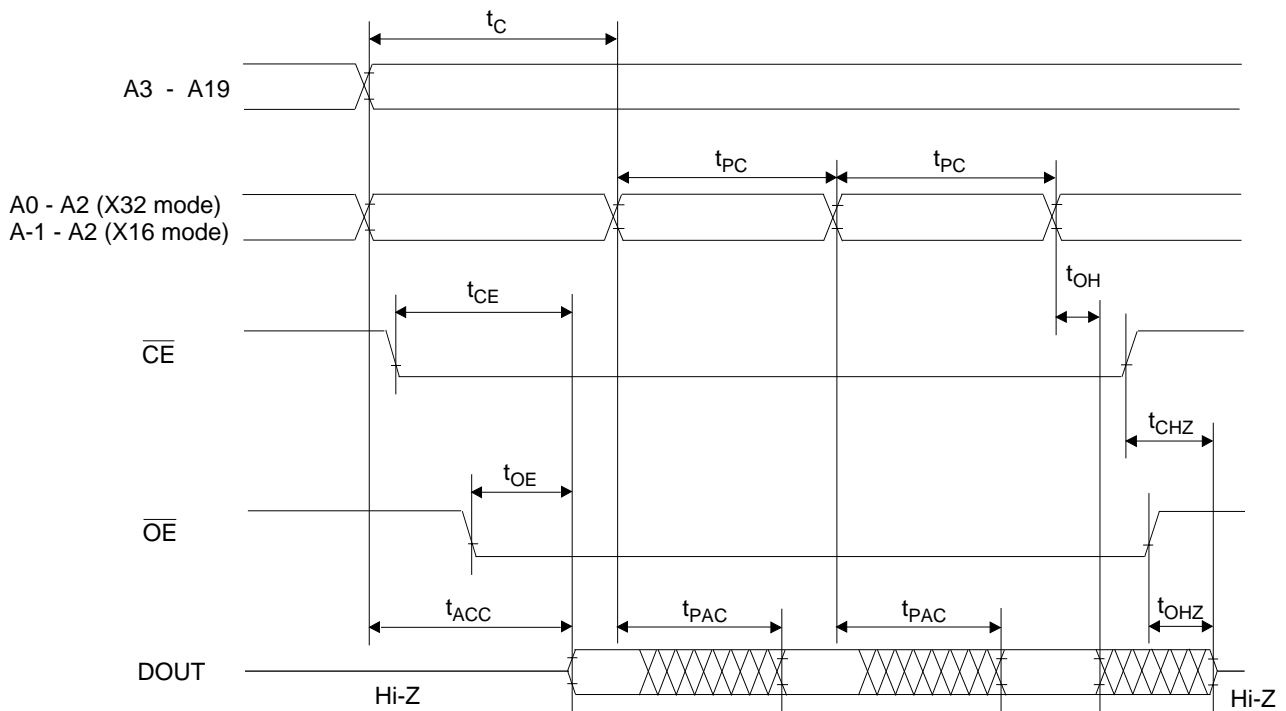 tC
A3 - A19
tPC
tPC
A0 - A2 (X32 mode)
A-1 - A2 (X16 mode)
tOH
tCE
CE
tCHZ
tOE
OE
tACC
tPAC
tPAC
tOHZ
DOUT
Hi-Z
Hi-Z